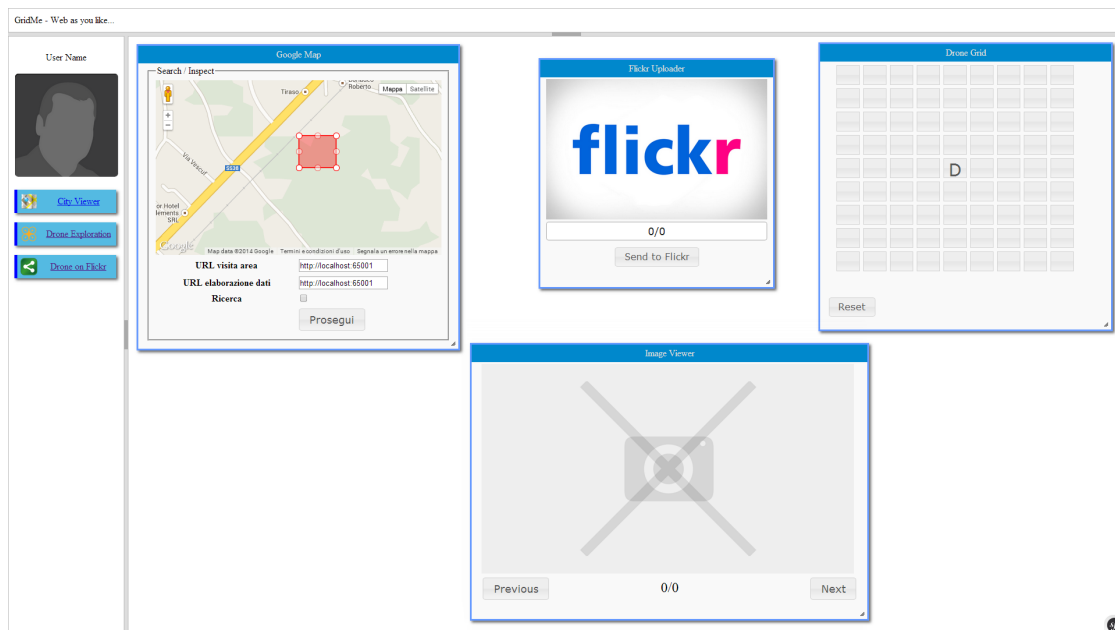 GridMe - Web as you like...
User Name
City Viewer
Drone Exploration
Drone on Flickr
Google Map
Search / Inspect
Tiraso
Roberto
Mappa
Satellite
+
−
Via Vescuf
SS38
or Hotel
lements
SRL
Google
Map data ©2014 Google
Termini e condizioni d'uso
Segnala un errore nella mappa
URL visita area
http://localhost:65001
URL elaborazione dati
http://localhost:65001
Ricerca
Prosegui
Flickr Uploader
flickr
0/0
Send to Flickr
Drone Grid
D
Reset
Image Viewer
Previous
0/0
Next